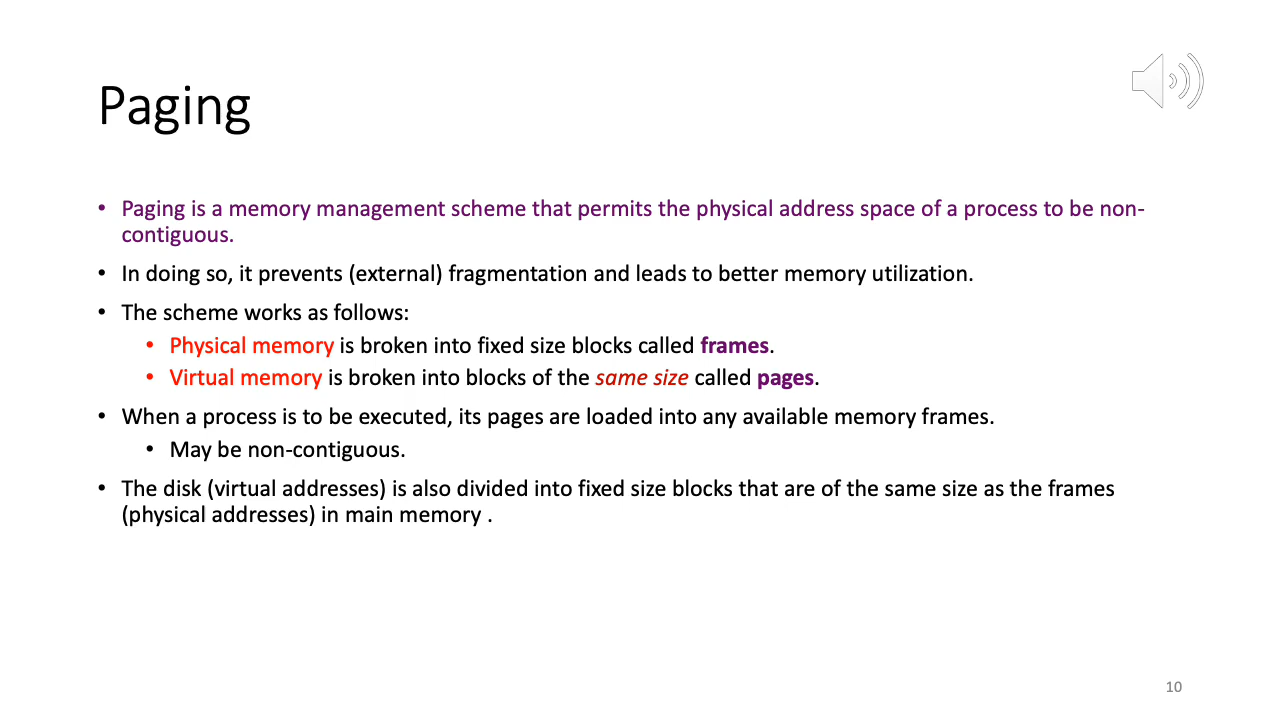 Paging
• Paging is a memory management scheme that permits the physical address space of a process to be non-
contiguous.
• In doing so, it prevents (external) fragmentation and leads to better memory utilization.
• The scheme works as follows:
• Physical memory is broken into fixed size blocks called frames.
• Virtual memory is broken into blocks of the same size called pages.
• When a process is to be executed, its pages are loaded into any available memory frames.
• May be non-contiguous.
• The disk (virtual addresses) is also divided into fixed size blocks that are of the same size as the frames
(physical addresses) in main memory .
10